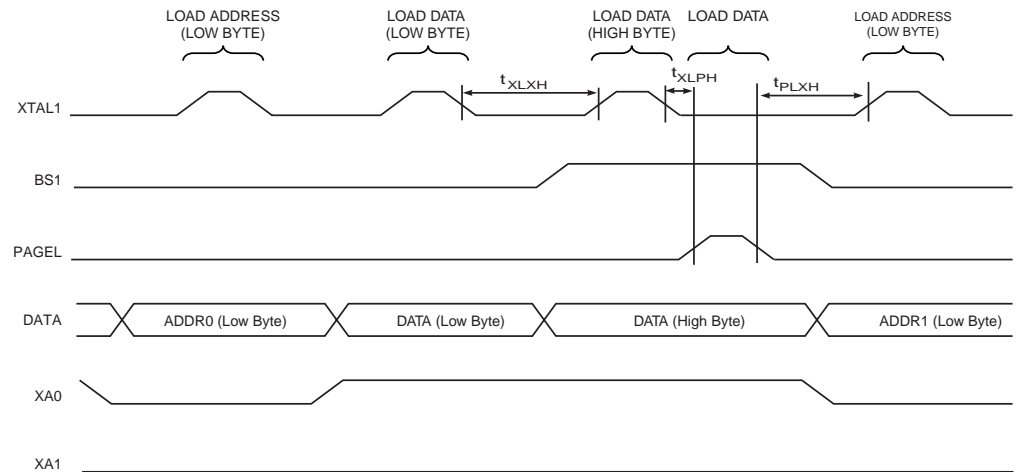 LOAD ADDRESS
(LOW BYTE)
LOAD DATA
(LOW BYTE)
LOAD DATA
(HIGH BYTE)
LOAD DATA
LOAD ADDRESS
(LOW BYTE)
tXLXH
tXLPH
tPLXH
XTAL1
BS1
PAGEL
DATA
ADDR0 (Low Byte)
DATA (Low Byte)
DATA (High Byte)
ADDR1 (Low Byte)
XA0
XA1